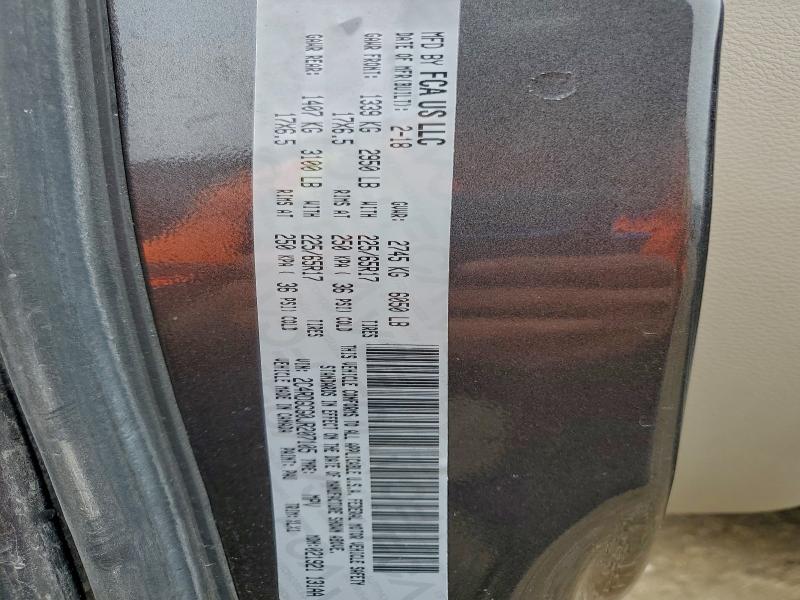 MFD BY FCA US LLC
DATE OF MFR(BUILT): 2-18 GVWR: 2745 KG 6050 LB
GAWR FRONT: 1339 KG 2950 LB WITH 225/65R17 TIRES
17X6.5 RIMS AT 250 KPA ( 36 PSI) COLD
GAWR REAR: 1407 KG 3100 LB WITH 225/65R17 TIRES
17X6.5 RIMS AT 250 KPA ( 36 PSI) COLD
THIS VEHICLE CONFORMS TO ALL APPLICABLE U.S.A. FEDERAL MOTOR VEHICLE SAFETY
STANDARDS IN EFFECT ON THE DATE OF MANUFACTURE SHOWN ABOVE.
VIN: MPV
VEHICLE MADE IN CANADA PAINT: